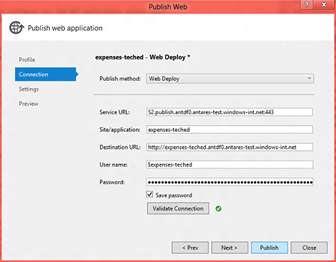 Publish Web
Publish web application
Profile
Connection
Settings
Preview
expenses-teched - Web Deploy *
Publish method: Web Deploy
Service URL: S2.publish.antdf0.antares-test.windows-int.net:443
Site/application: expenses-teched
Destination URL: http://expenses-teched.antdf0.antares-test.windows-int.net
User name: $expenses-teched
Password:
Save password
Validate Connection
< Prev Next > Publish Close